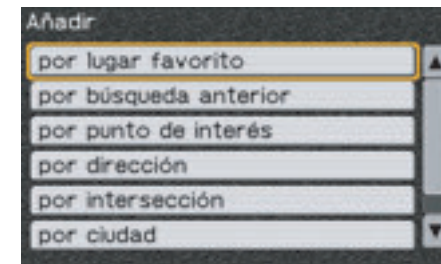 Añadir
por lugar favorito
por búsqueda anterior
por punto de interés
por dirección
por intersección
por ciudad